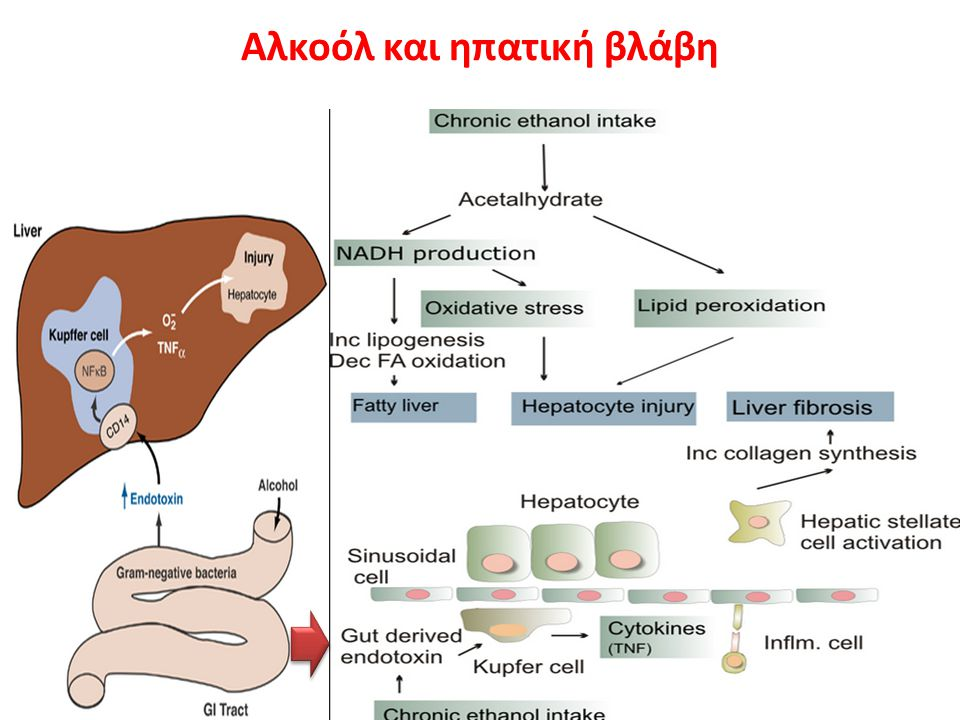 Αλκοόλ και ηπατική βλάβη
Liver
Injury
Hepatocyte
O₂⁻
TNFα
Kupffer cell
NFκB
CD14
Endotoxin
Alcohol
Gram-negative bacteria
GI Tract
Chronic ethanol intake
Acetalhydrate
NADH production
Oxidative stress
Lipid peroxidation
Inc lipogenesis
Dec FA oxidation
Fatty liver
Hepatocyte injury
Liver fibrosis
Inc collagen synthesis
Hepatocyte
Hepatic stellate
cell activation
Sinusoidal
cell
Gut derived
endotoxin
Kupfer cell
Cytokines
(TNF)
Inflm. cell
Chronic ethanol intake